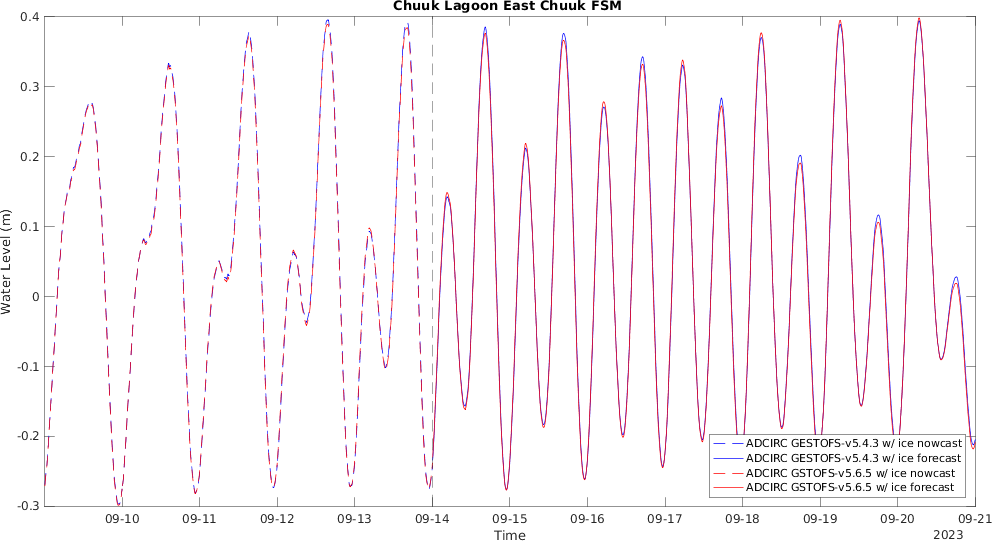 Chuuk Lagoon East Chuuk FSM
Water Level (m)
0.4
0.3
0.2
0.1
0
-0.1
-0.2
-0.3
ADCIRC GESTOFS-v5.4.3 w/ ice nowcast
ADCIRC GESTOFS-v5.4.3 w/ ice forecast
ADCIRC GSTOFS-v5.6.5 w/ ice nowcast
ADCIRC GSTOFS-v5.6.5 w/ ice forecast
09-10 09-11 09-12 09-13 09-14 09-15 09-16 09-17 09-18 09-19 09-20 09-21
Time
2023